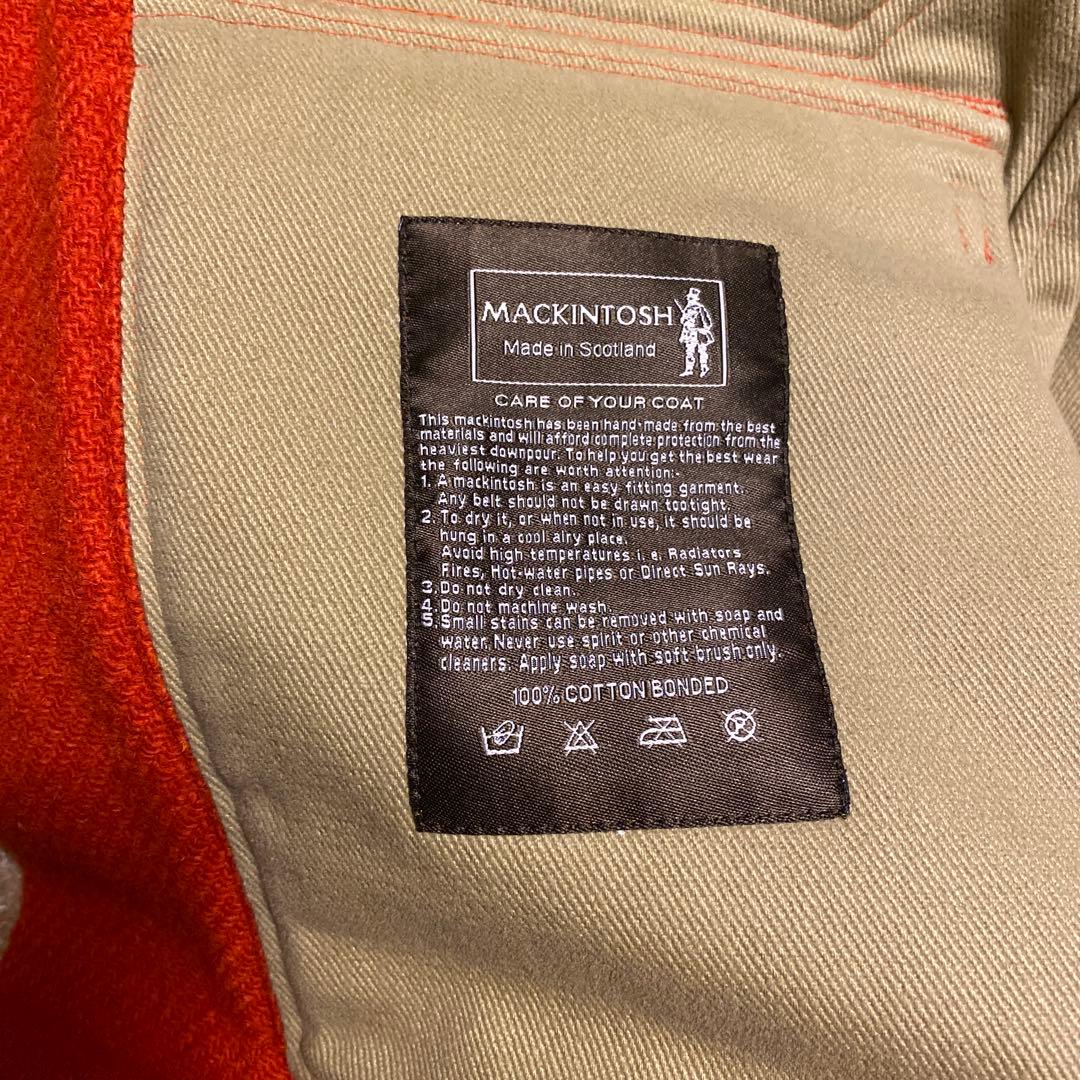 MACKINTOSH
Made in Scotland
CARE OF YOUR COAT
This mackintosh has been hand-made from the best
materials and will afford complete protection from the
heaviest downpour. To help you get the best wear
the following are worth attention:-
1. A mackintosh is an easy fitting garment.
Any belt should not be drawn too tight.
2. To dry it, or when not in use, it should be
hung in a cool airy place.
Avoid high temperatures i. e. Radiators
Fires, Hot-water pipes or Direct Sun Rays.
3. Do not dry clean.
4. Do not machine wash.
5. Small stains can be removed with soap and
water. Never use spirit or other chemical
cleaners. Apply soap with soft brush only.
100% COTTON BONDED